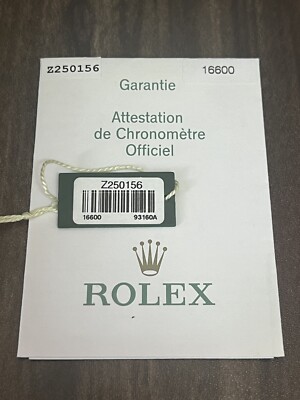 Z250156 16600
Garantie
Attestation
de Chronomètre
Officiel
Z250156
16600 93160A
ROLEX